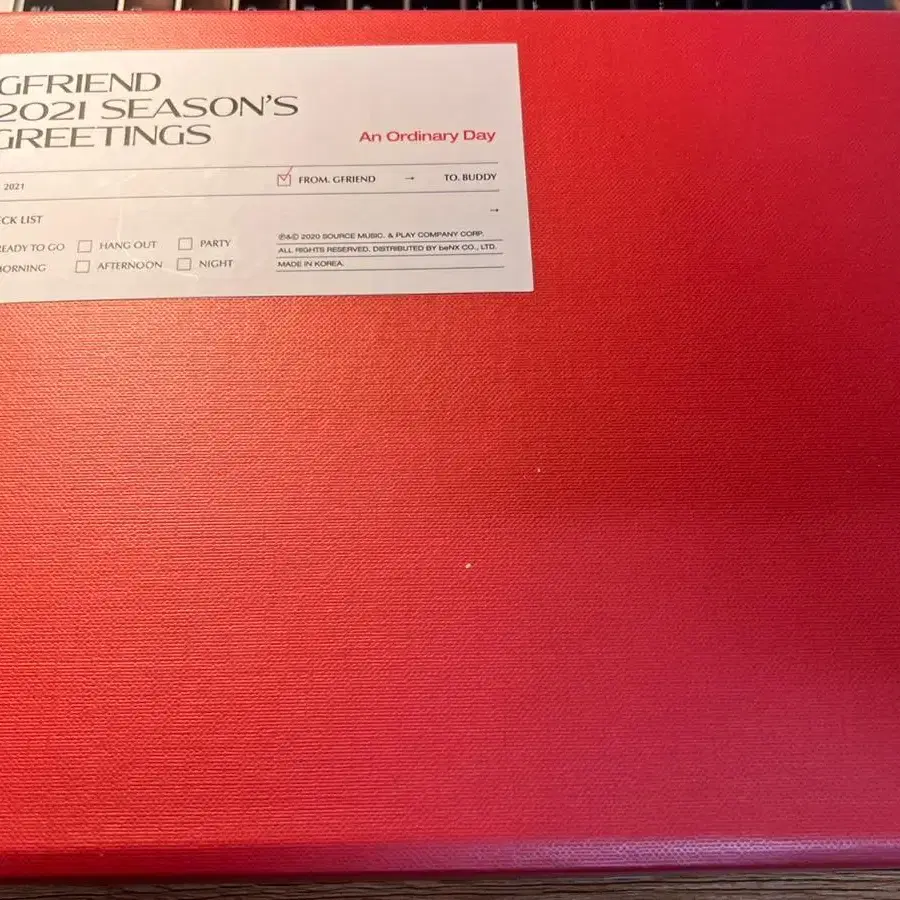 GFRIEND
2021 SEASON'S
GREETINGS
An Ordinary Day
2021
FROM. GFRIEND → TO. BUDDY
CK LIST →
EADY TO GO HANG OUT PARTY
ORNING AFTERNOON NIGHT
℗&© 2020 SOURCE MUSIC. & PLAY COMPANY CORP.
ALL RIGHTS RESERVED. DISTRIBUTED BY beNX CO., LTD.
MADE IN KOREA.